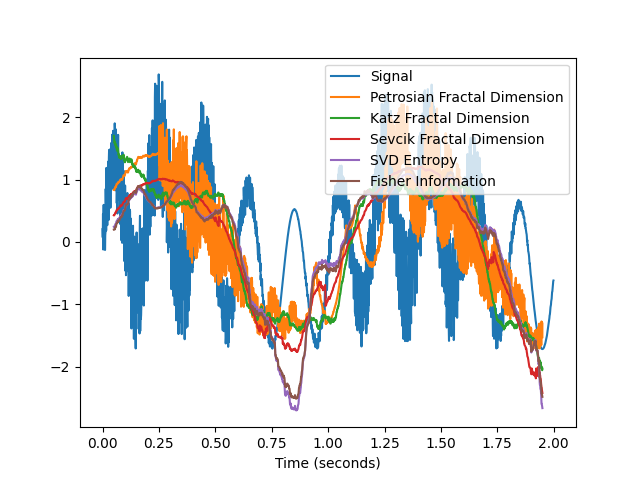 Signal
Petrosian Fractal Dimension
Katz Fractal Dimension
Sevcik Fractal Dimension
SVD Entropy
Fisher Information
2
1
0
−1
−2
0.00 0.25 0.50 0.75 1.00 1.25 1.50 1.75 2.00
Time (seconds)